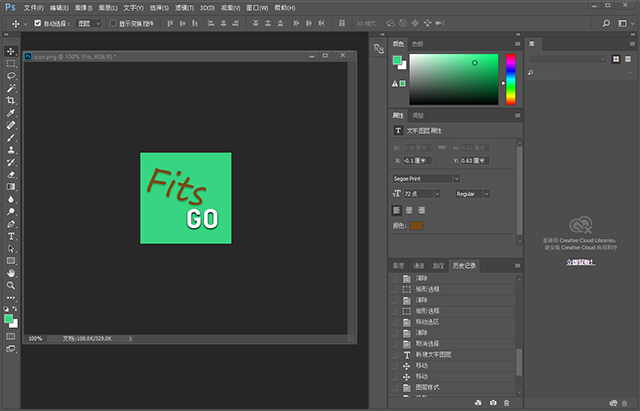 Ps 文件(F) 编辑(E) 图像(I) 图层(L) 文字(Y) 选择(S) 滤镜(T) 3D(D) 视图(V) 窗口(W) 帮助(H)
自动选择: 图层 显示变换控件 3D 模式:
icon.png @ 100% (Fits, RGB/8) *
Fits
GO
100% 文档:108.0K/329.0K
颜色 色板
属性 调整
T 文字图层属性
W: 厘米 H: 厘米
X: -0.1 厘米 Y: 0.63 厘米
Segoe Print
72 点 Regular
颜色:
图层 通道 路径 历史记录
清除
矩形选框
清除
矩形选框
移动选区
清除
取消选择
新建文字图层
移动
移动
图层样式
库
要使用 Creative Cloud Libraries,
请安装 Creative Cloud 应用程序
立即获取!